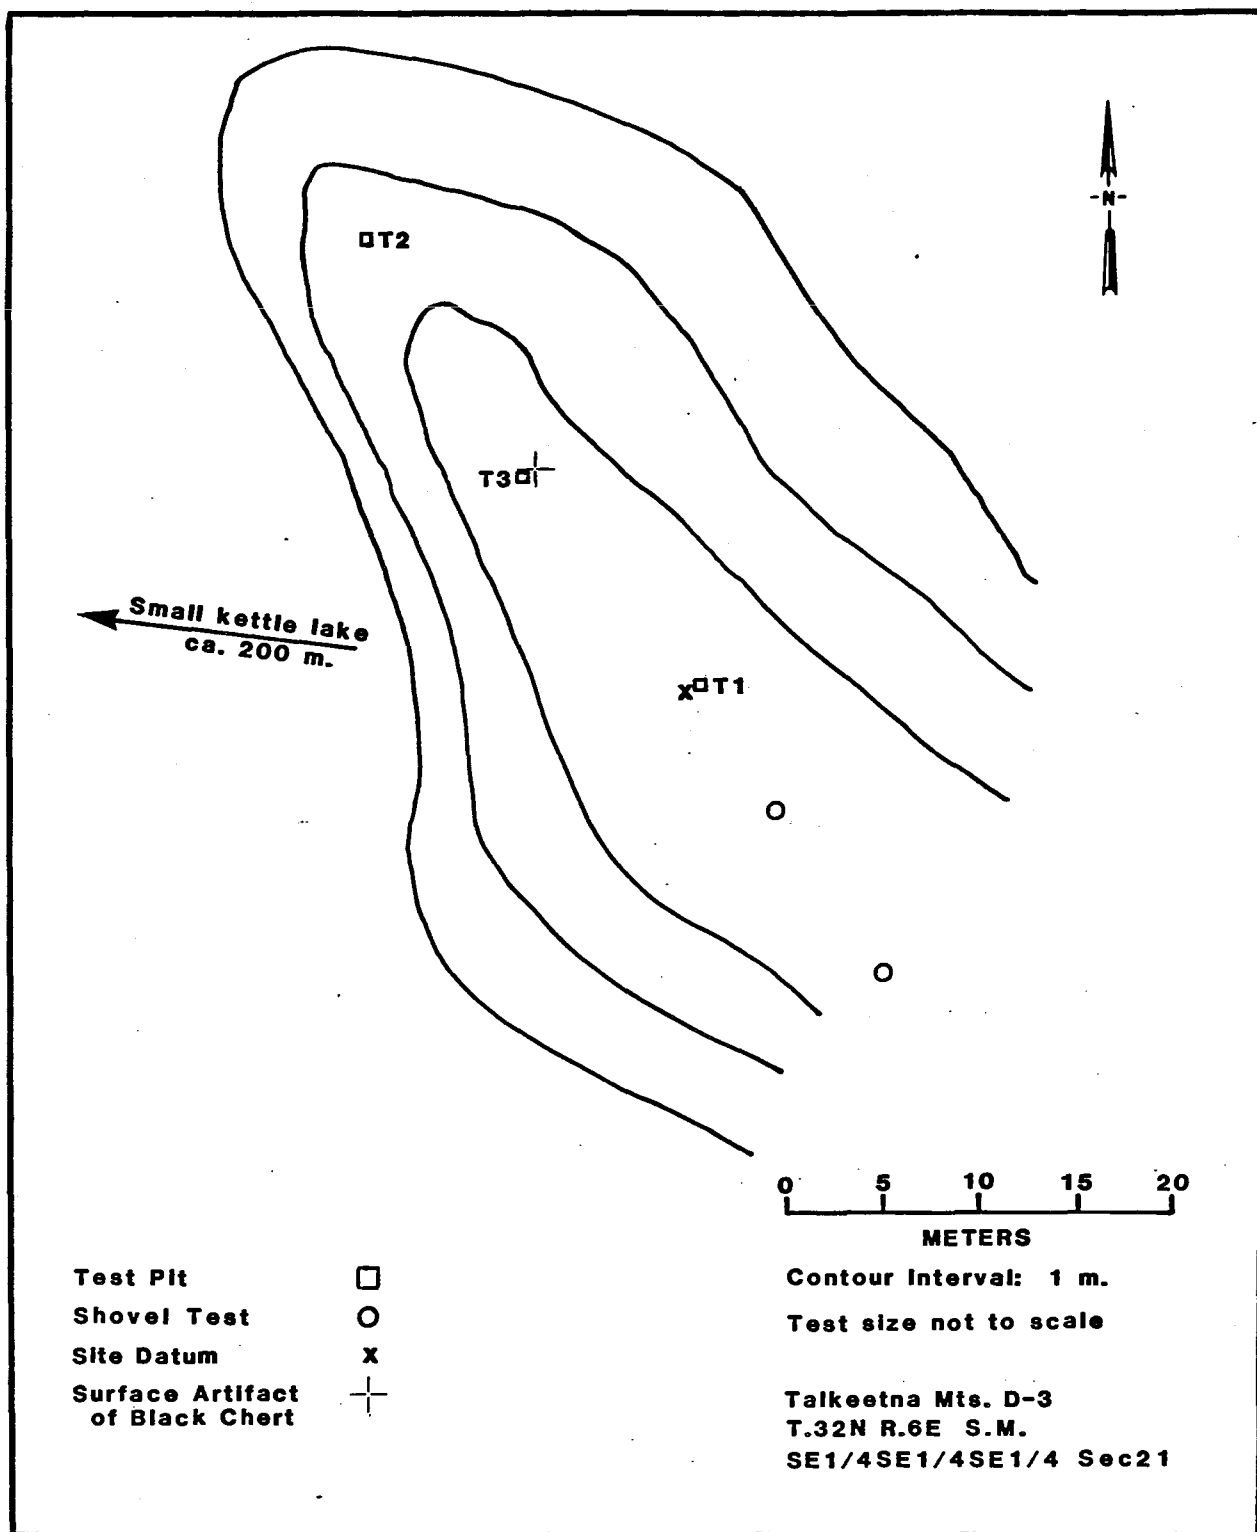 -N-
T2
T3
Small kettle lake
ca. 200 m.
x T1
0 5 10 15 20
METERS
Test Pit
Shovel Test
Site Datum x
Surface Artifact
of Black Chert
Contour Interval: 1 m.
Test size not to scale
Talkeetna Mts. D-3
T.32N R.6E S.M.
SE1/4SE1/4SE1/4 Sec21